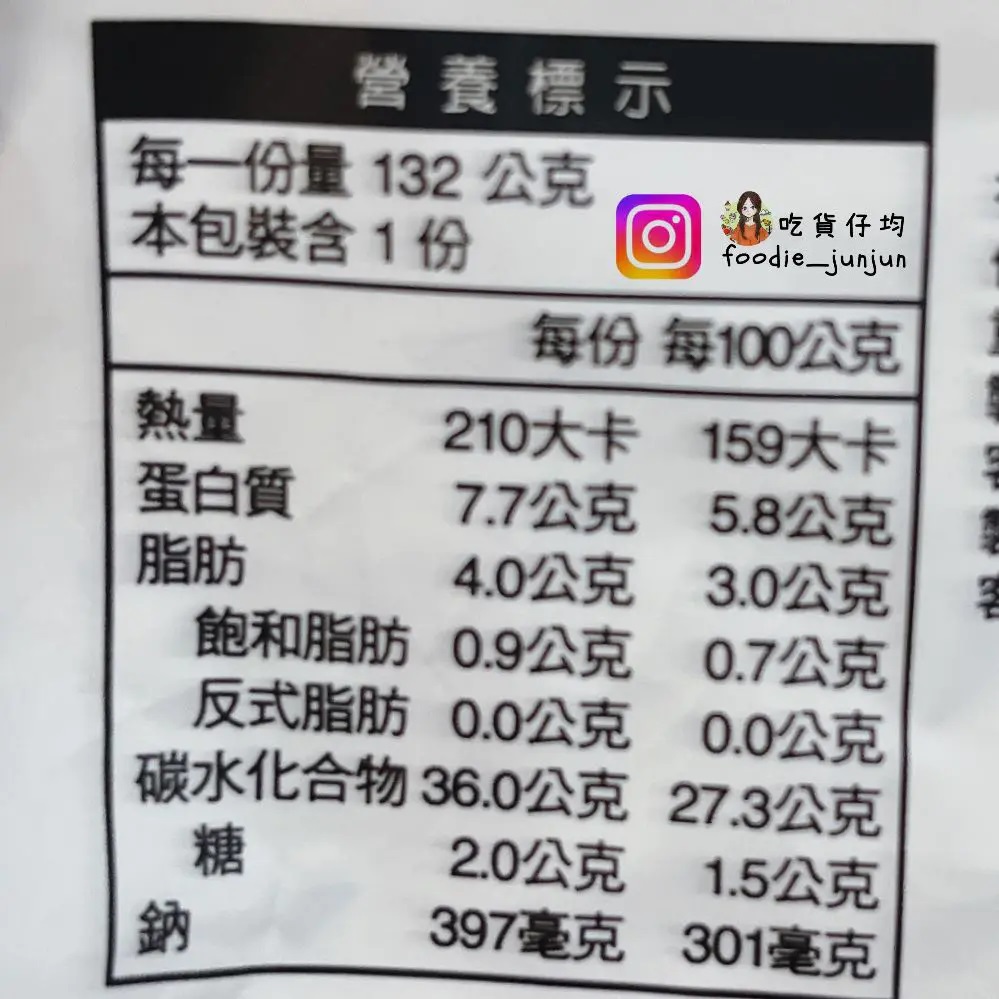 營養標示
每一份量 132 公克
本包裝含 1 份
吃貨仔均
foodie_junjun
每份 每100公克
熱量 210大卡 159大卡
蛋白質 7.7公克 5.8公克
脂肪 4.0公克 3.0公克
飽和脂肪 0.9公克 0.7公克
反式脂肪 0.0公克 0.0公克
碳水化合物 36.0公克 27.3公克
糖 2.0公克 1.5公克
鈉 397毫克 301毫克